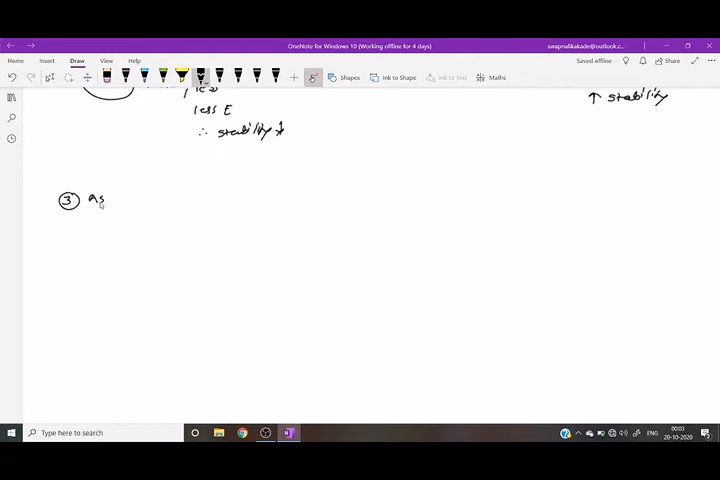 OneNote for Windows 10 (Working offline for 4 days)
swapnalikakade@outlook.c...
Home Insert Draw View Help
Saved offline Share
Shapes Ink to Shape Ink to Text Maths
less E
↑ stability
∴ stability ↑
③ as
Type here to search
ENG
00:03
20-10-2020